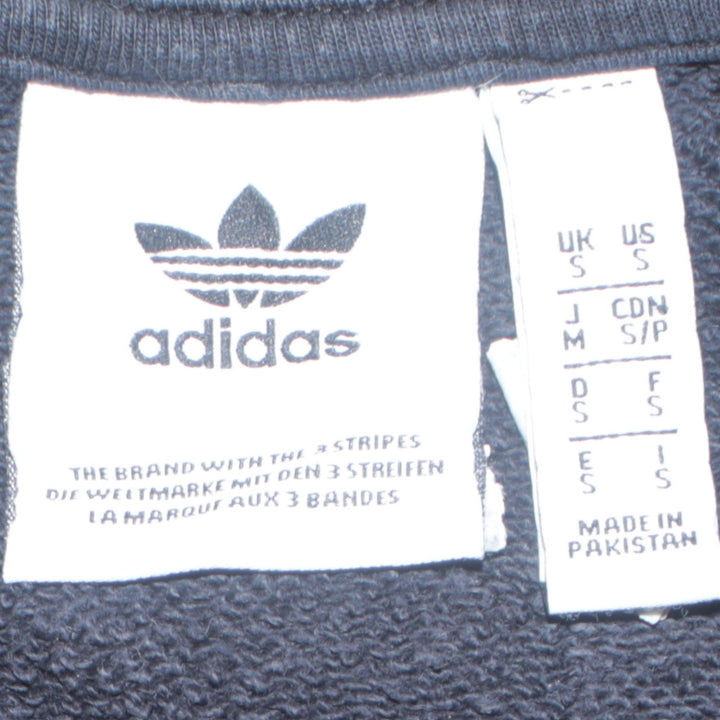 adidas
THE BRAND WITH THE 3 STRIPES
DIE WELTMARKE MIT DEN 3 STREIFEN
LA MARQUE AUX 3 BANDES
UK US
S S
J CDN
M S/P
D F
S S
E I
S S
MADE IN
PAKISTAN